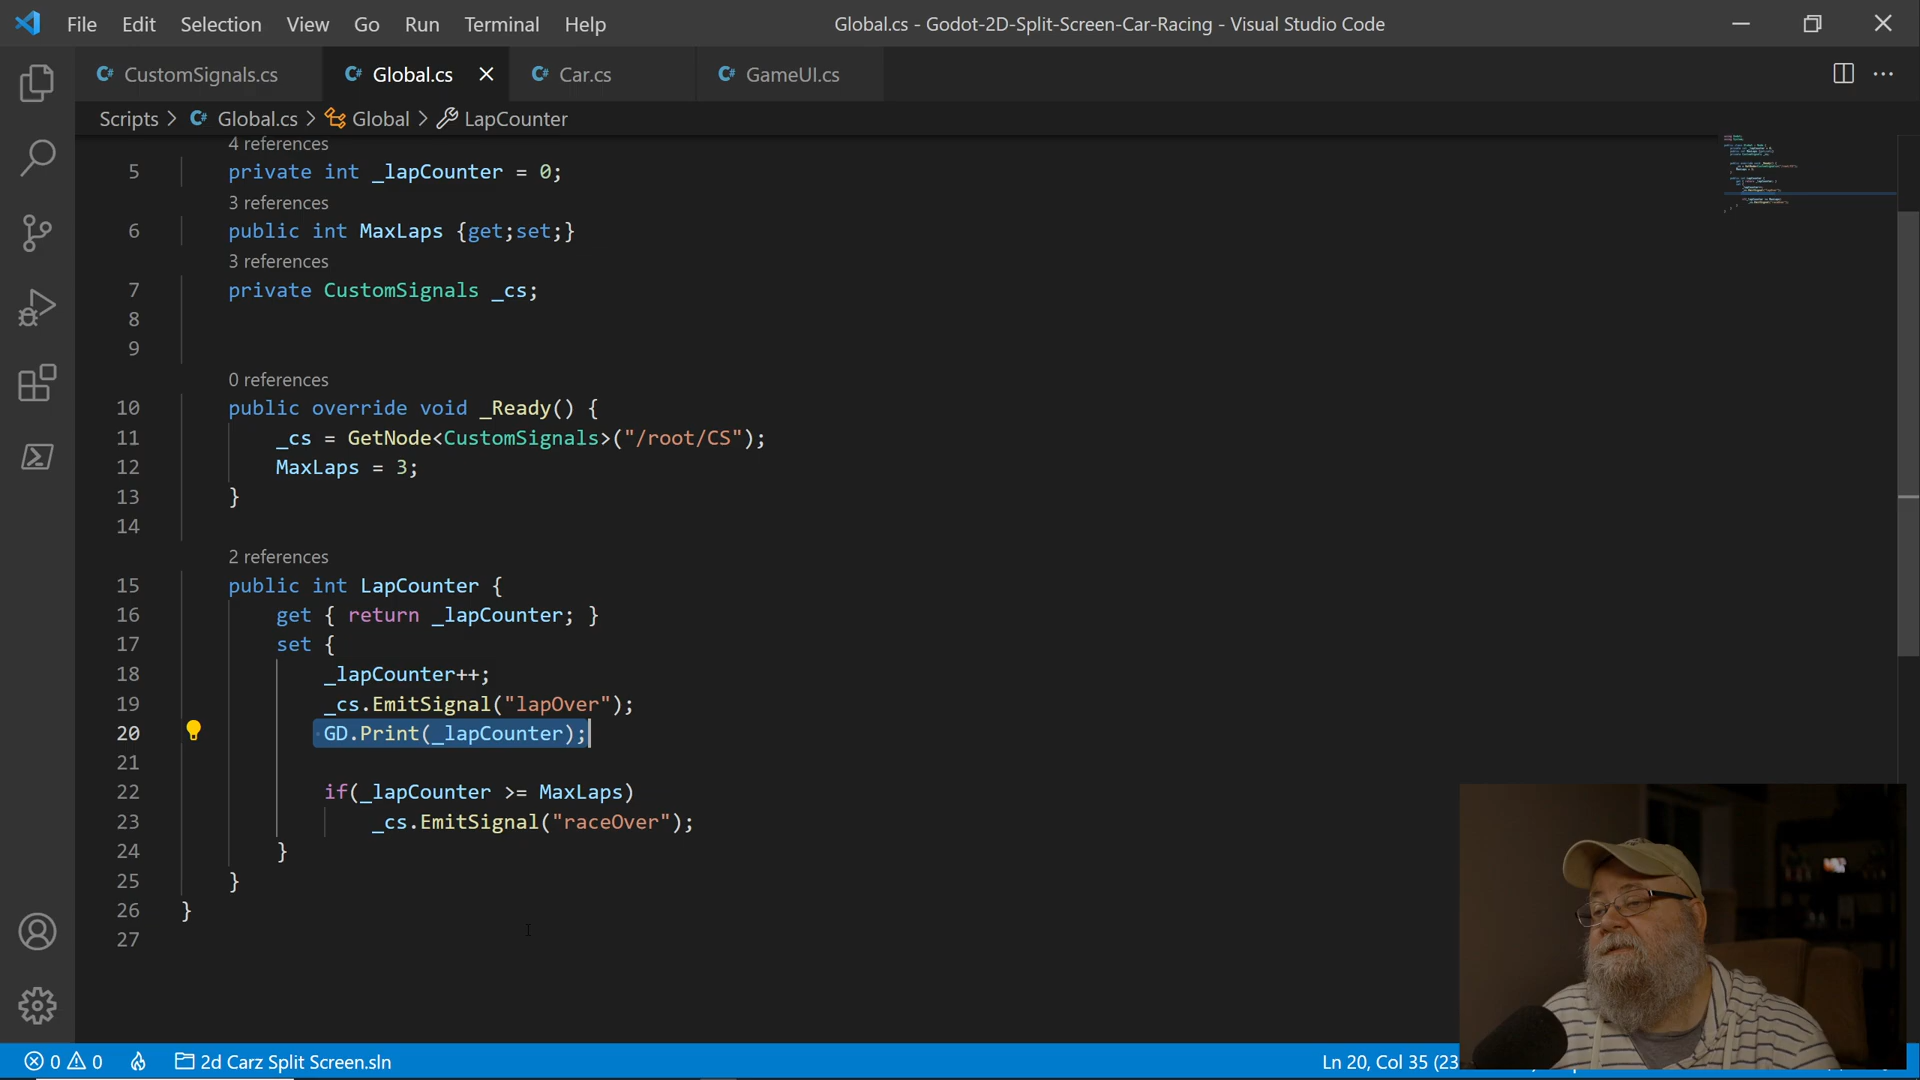 File Edit Selection View Go Run Terminal Help
Global.cs - Godot-2D-Split-Screen-Car-Racing - Visual Studio Code
CustomSignals.cs Global.cs Car.cs GameUI.cs
Scripts > Global.cs > Global > LapCounter
4 references
5 private int _lapCounter = 0;
3 references
6 public int MaxLaps {get;set;}
3 references
7 private CustomSignals _cs;
8
9
0 references
10 public override void _Ready() {
11 _cs = GetNode<CustomSignals>("/root/CS");
12 MaxLaps = 3;
13 }
14
2 references
15 public int LapCounter {
16 get { return _lapCounter; }
17 set {
18 _lapCounter++;
19 _cs.EmitSignal("lapOver");
20 GD.Print(_lapCounter);
21
22 if(_lapCounter >= MaxLaps)
23 _cs.EmitSignal("raceOver");
24 }
25 }
26 }
27
0 0 2d Carz Split Screen.sln
Ln 20, Col 35 (23